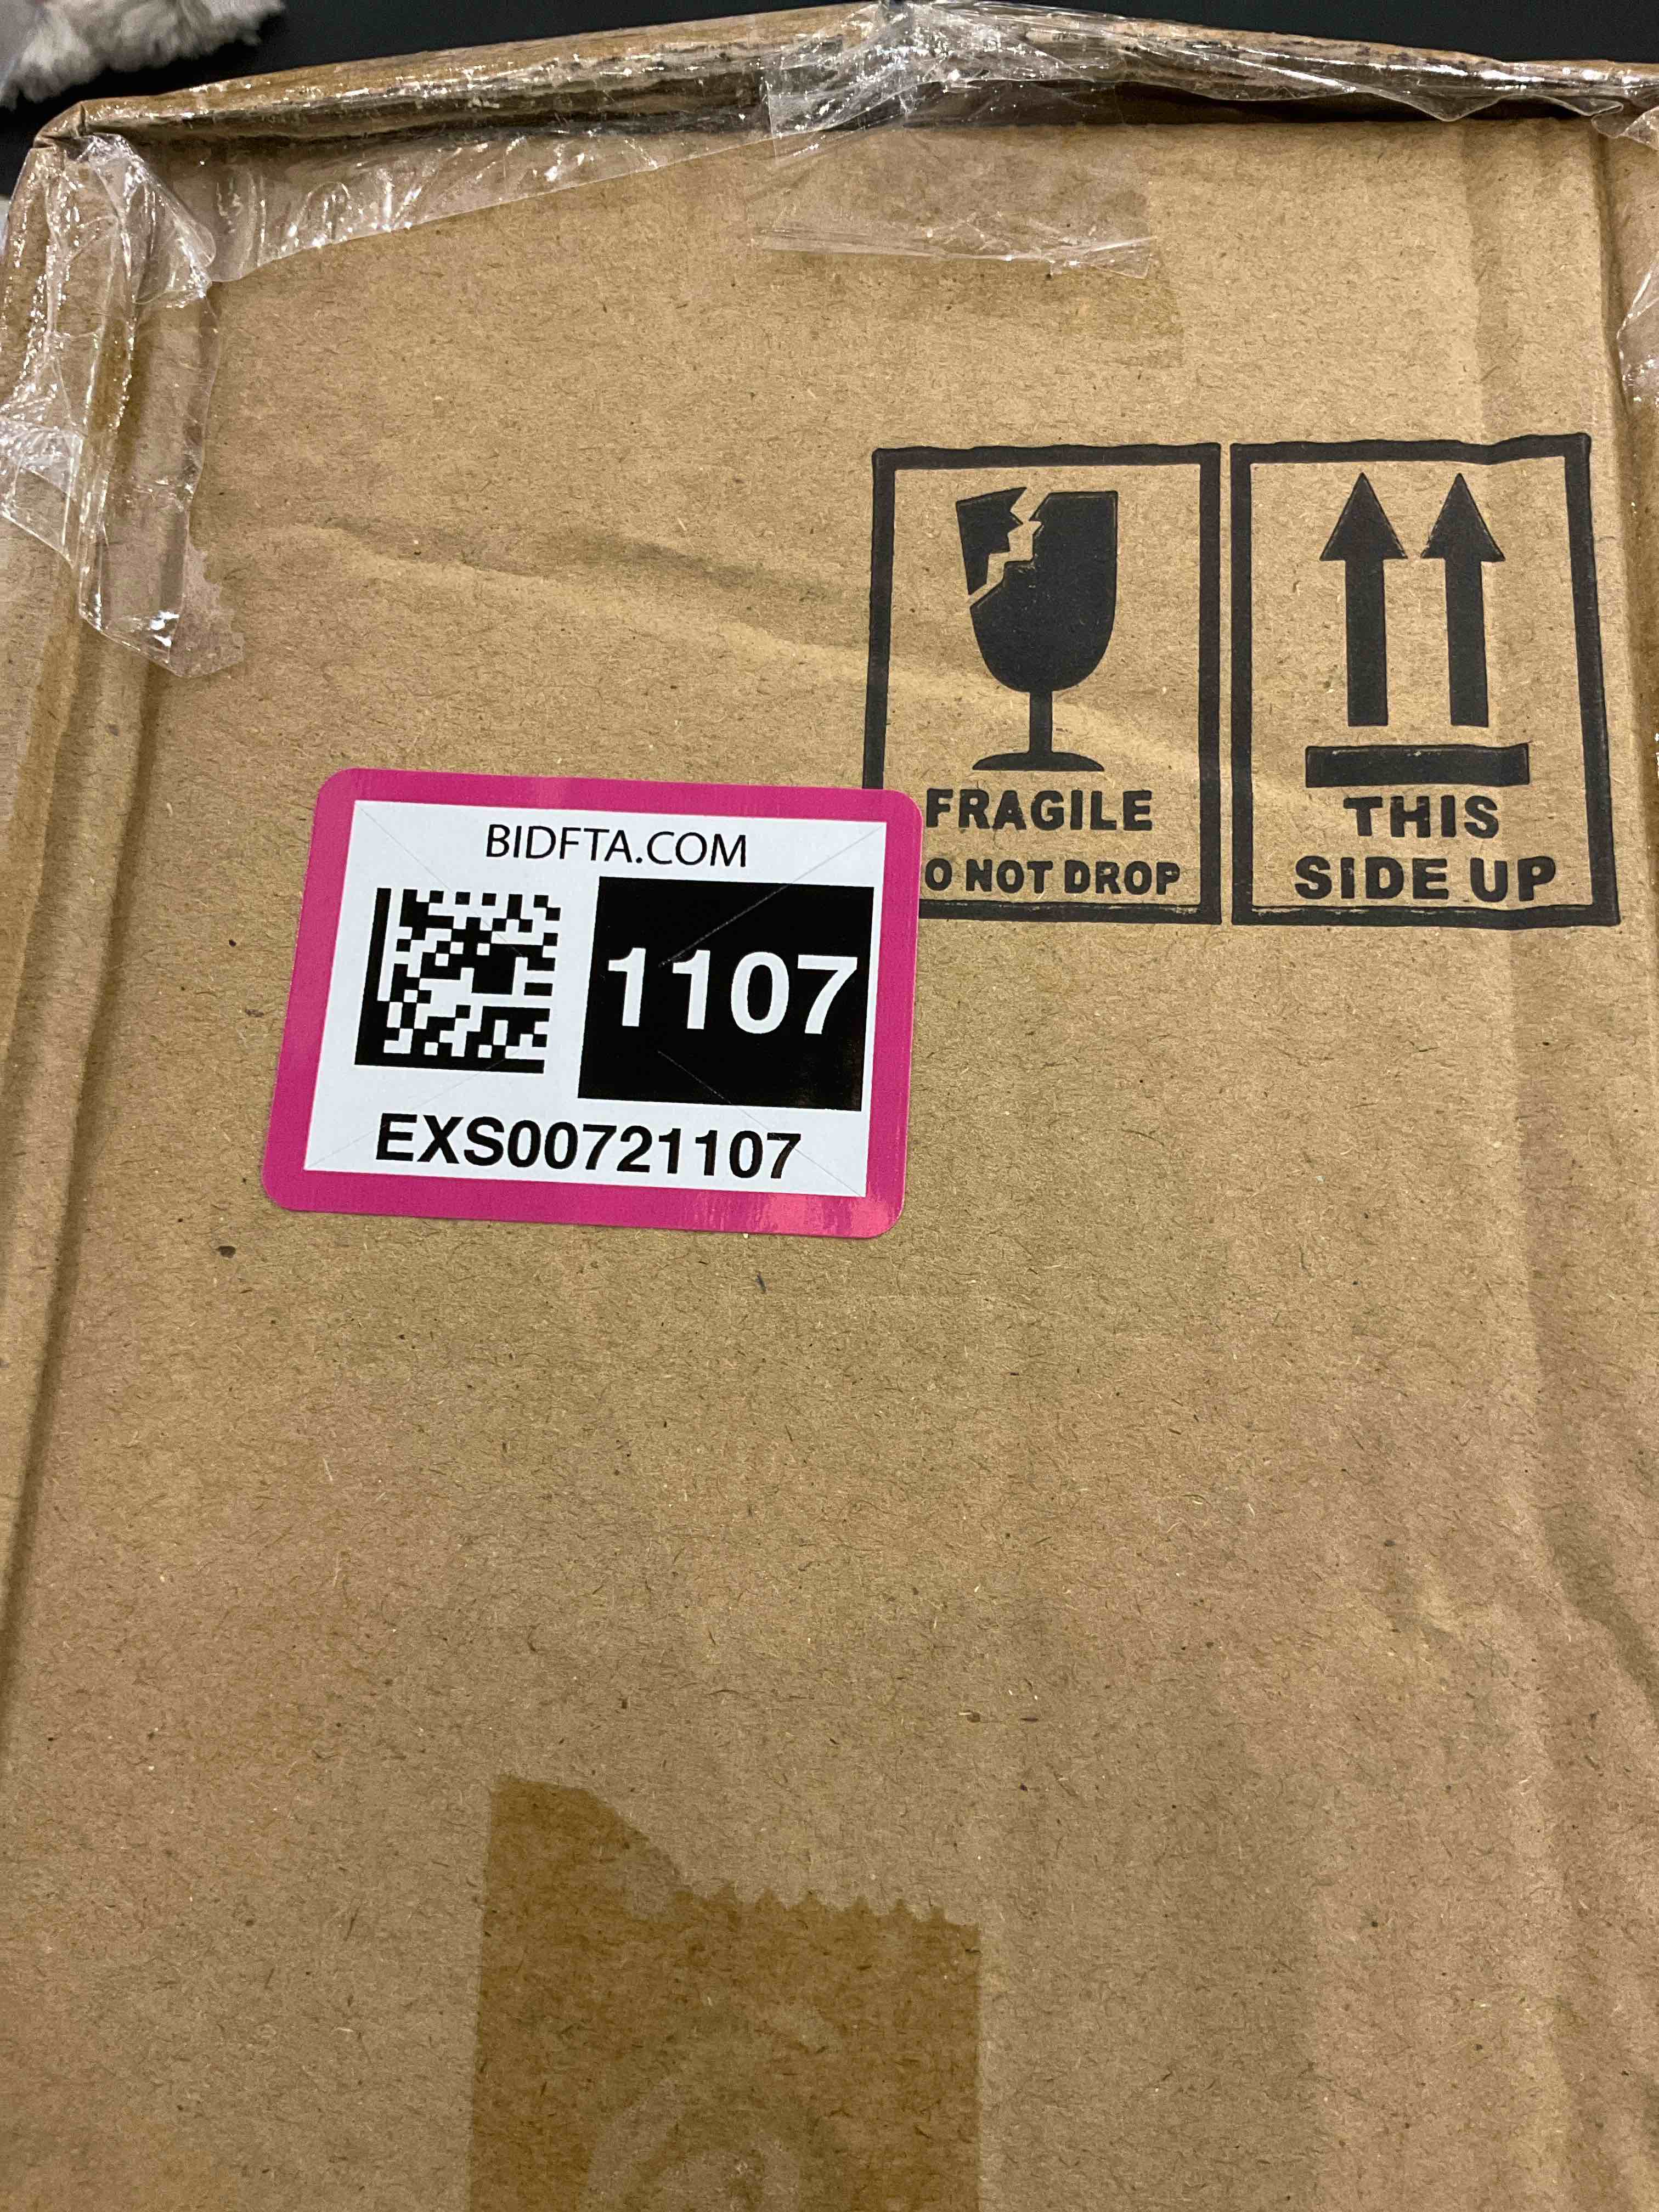 FRAGILE
O NOT DROP
THIS
SIDE UP
BIDFTA.COM
1107
EXS00721107